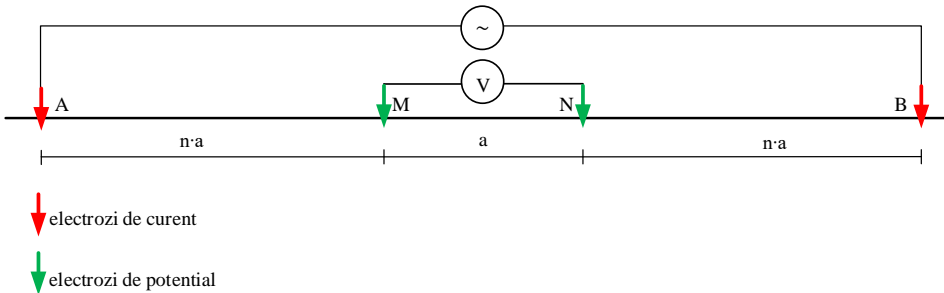 ~
V
A
M
N
B
n·a
a
n·a
electrozi de curent
electrozi de potential